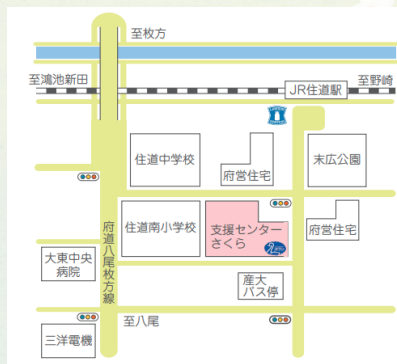 至枚方
至鴻池新田
至野崎
JR住道駅
住道中学校
府営住宅
末広公園
府道八尾枚方線
住道南小学校
支援センター
さくら
府営住宅
大東中央
病院
産大
バス停
至八尾
三洋電機